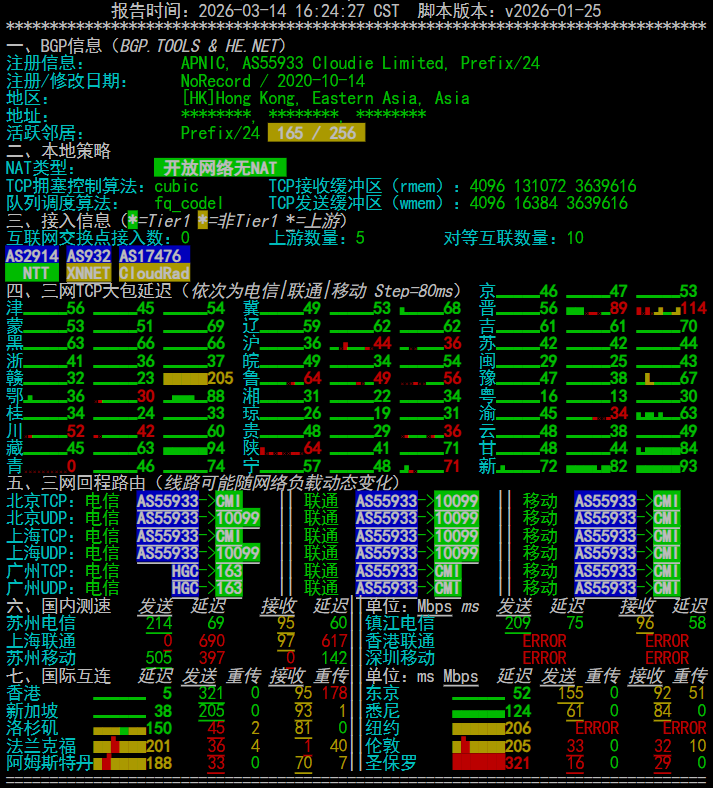 报告时间：2026-03-14 16:24:27 CST  脚本版本：v2026-01-25
********************************************************************************
一、BGP信息（BGP.TOOLS & HE.NET）
注册信息：          APNIC, AS55933 Cloudie Limited, Prefix/24
注册/修改日期：     NoRecord / 2020-10-14
地区：              [HK]Hong Kong, Eastern Asia, Asia
地址：              ********, ********, ********
活跃邻居：          Prefix/24 165 / 256
二、本地策略
NAT类型：        开放网络无NAT
TCP拥塞控制算法：cubic        TCP接收缓冲区（rmem）：4096 131072 3639616
队列调度算法：   fq_codel     TCP发送缓冲区（wmem）：4096 16384 3639616
三、接入信息（*=Tier1 *=非Tier1 *=上游）
互联网交换点接入数：0         上游数量：5         对等互联数量：10
AS2914 AS932 AS17476
NTT XNNET CloudRad
四、三网TCP大包延迟（依次为电信|联通|移动 Step=80ms） 京 46 47 53
津 56 45 54 冀 49 53 68 晋 56 89 114
蒙 53 51 69 辽 59 62 62 吉 61 61 70
黑 63 66 66 沪 36 44 36 苏 42 42 44
浙 41 36 37 皖 49 34 54 闽 29 25 43
赣 32 23 205 鲁 64 49 56 豫 47 38 67
鄂 36 30 88 湘 31 22 34 粤 16 13 30
桂 34 24 33 琼 26 19 31 渝 45 34 63
川 52 42 60 贵 48 29 36 云 48 38 49
藏 45 63 94 陕 64 41 71 甘 48 44 84
青 0 46 74 宁 57 48 71 新 72 82 93
五、三网回程路由（线路可能随网络负载动态变化）
北京TCP：电信 AS55933->CMI || 联通 AS55933->10099 || 移动 AS55933->CMI
北京UDP：电信 AS55933->10099 || 联通 AS55933->10099 || 移动 AS55933->CMI
上海TCP：电信 AS55933->CMI || 联通 AS55933->10099 || 移动 AS55933->CMI
上海UDP：电信 AS55933->10099 || 联通 AS55933->10099 || 移动 AS55933->CMI
广州TCP：电信 HGC->163 || 联通 AS55933->CMI || 移动 AS55933->CMI
广州UDP：电信 HGC->163 || 联通 AS55933->CMI || 移动 AS55933->CMI
六、国内测速 发送 延迟 接收 延迟||单位：Mbps ms 发送 延迟 接收 延迟
苏州电信 214 69 95 60 ||镇江电信 209 75 96 58
上海联通 0 690 97 617||香港联通 ERROR ERROR
苏州移动 505 397 0 142||深圳移动 ERROR ERROR
七、国际互连 延迟 发送 重传 接收 重传||单位：ms Mbps 延迟 发送 重传 接收 重传
香港 5 321 0 95 178||东京 52 155 0 92 51
新加坡 38 205 0 93 1||悉尼 124 61 0 84 0
洛杉矶 150 45 2 81 0||纽约 206 ERROR ERROR
法兰克福 201 36 4 1 40||伦敦 205 33 0 32 10
阿姆斯特丹 188 33 0 70 7||圣保罗 321 16 0 29 0
================================================================================